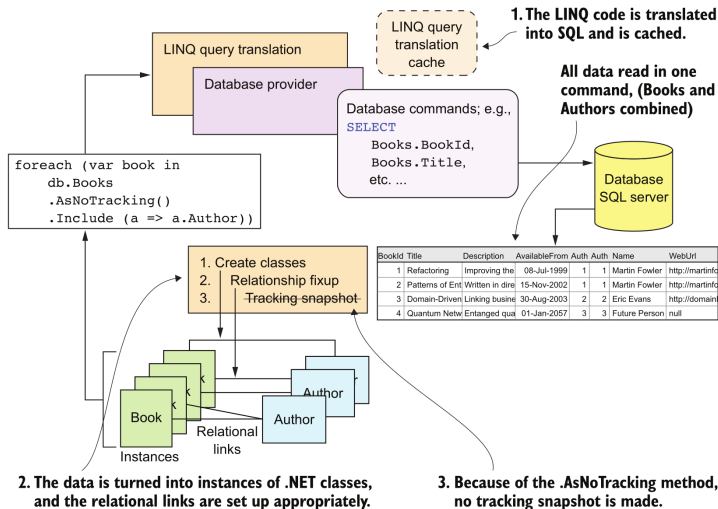 LINQ query
translation
cache
1. The LINQ code is translated
into SQL and is cached.
LINQ query translation
Database provider
Database commands; e.g.,
SELECT
Books.BookId,
Books.Title,
etc. ...
All data read in one
command, (Books and
Authors combined)
foreach (var book in
db.Books
.AsNoTracking()
.Include (a => a.Author))
Database
SQL server
BookId Title Description AvailableFrom Auth Auth Name WebUrl
1 Refactoring Improving the 08-Jul-1999 1 1 Martin Fowler http://martinfo
2 Patterns of Ent Written in dire 15-Nov-2002 1 1 Martin Fowler http://martinfo
3 Domain-Driven Linking busine 30-Aug-2003 2 2 Eric Evans http://domainl
4 Quantum Netw Entanged qua 01-Jan-2057 3 3 Future Person null
1. Create classes
2. Relationship fixup
3. Tracking snapshot
Book
Instances
Relational
links
Author
Author
2. The data is turned into instances of .NET classes,
and the relational links are set up appropriately.
3. Because of the .AsNoTracking method,
no tracking snapshot is made.